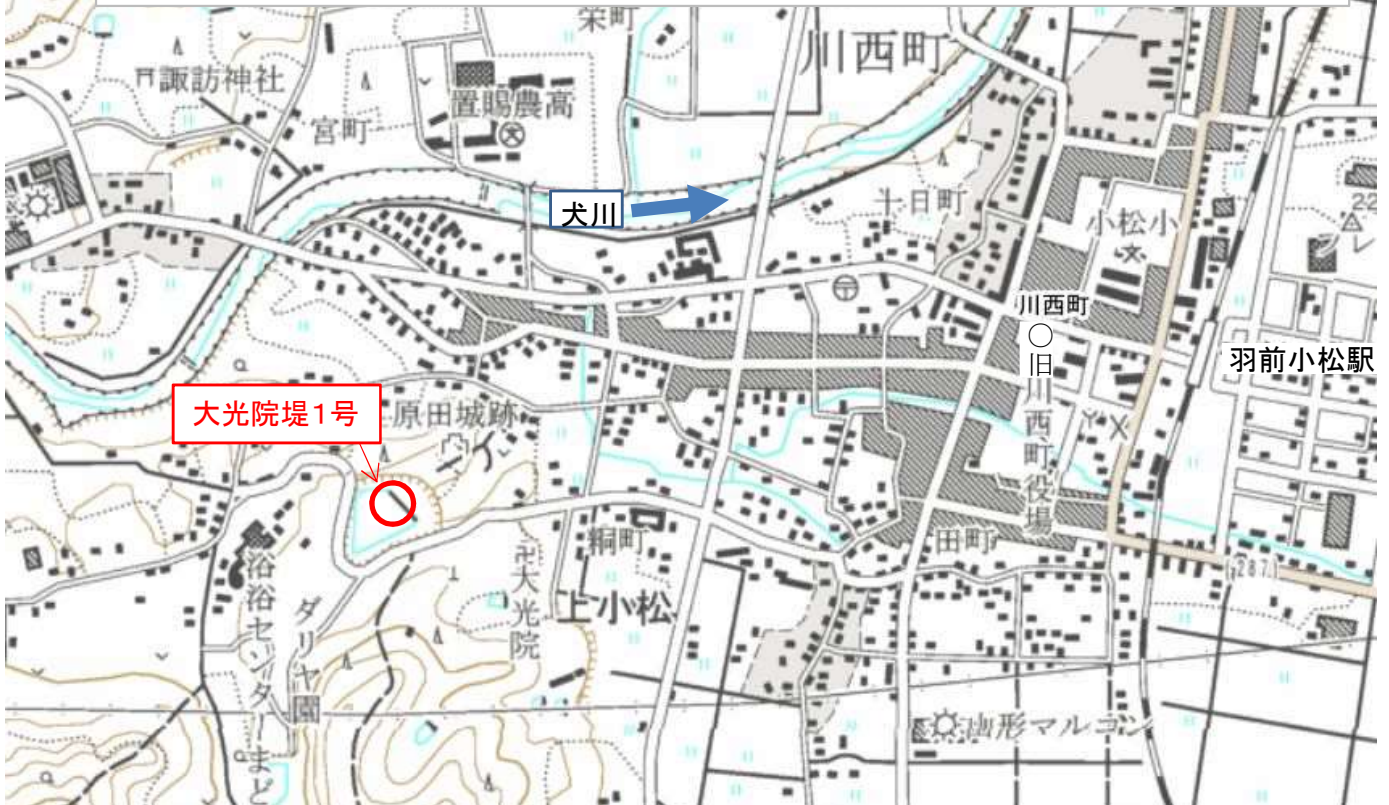 栄町
川西町
諏訪神社
置賜農高
宮町
犬川
十日町
小松小
22
川西町
○旧川西町役場
羽前小松駅
大光院堤1号
原田城跡
桐町
田町
287
大光院
上小松
浴浴センターまど
ダリヤ園
山形マルコン